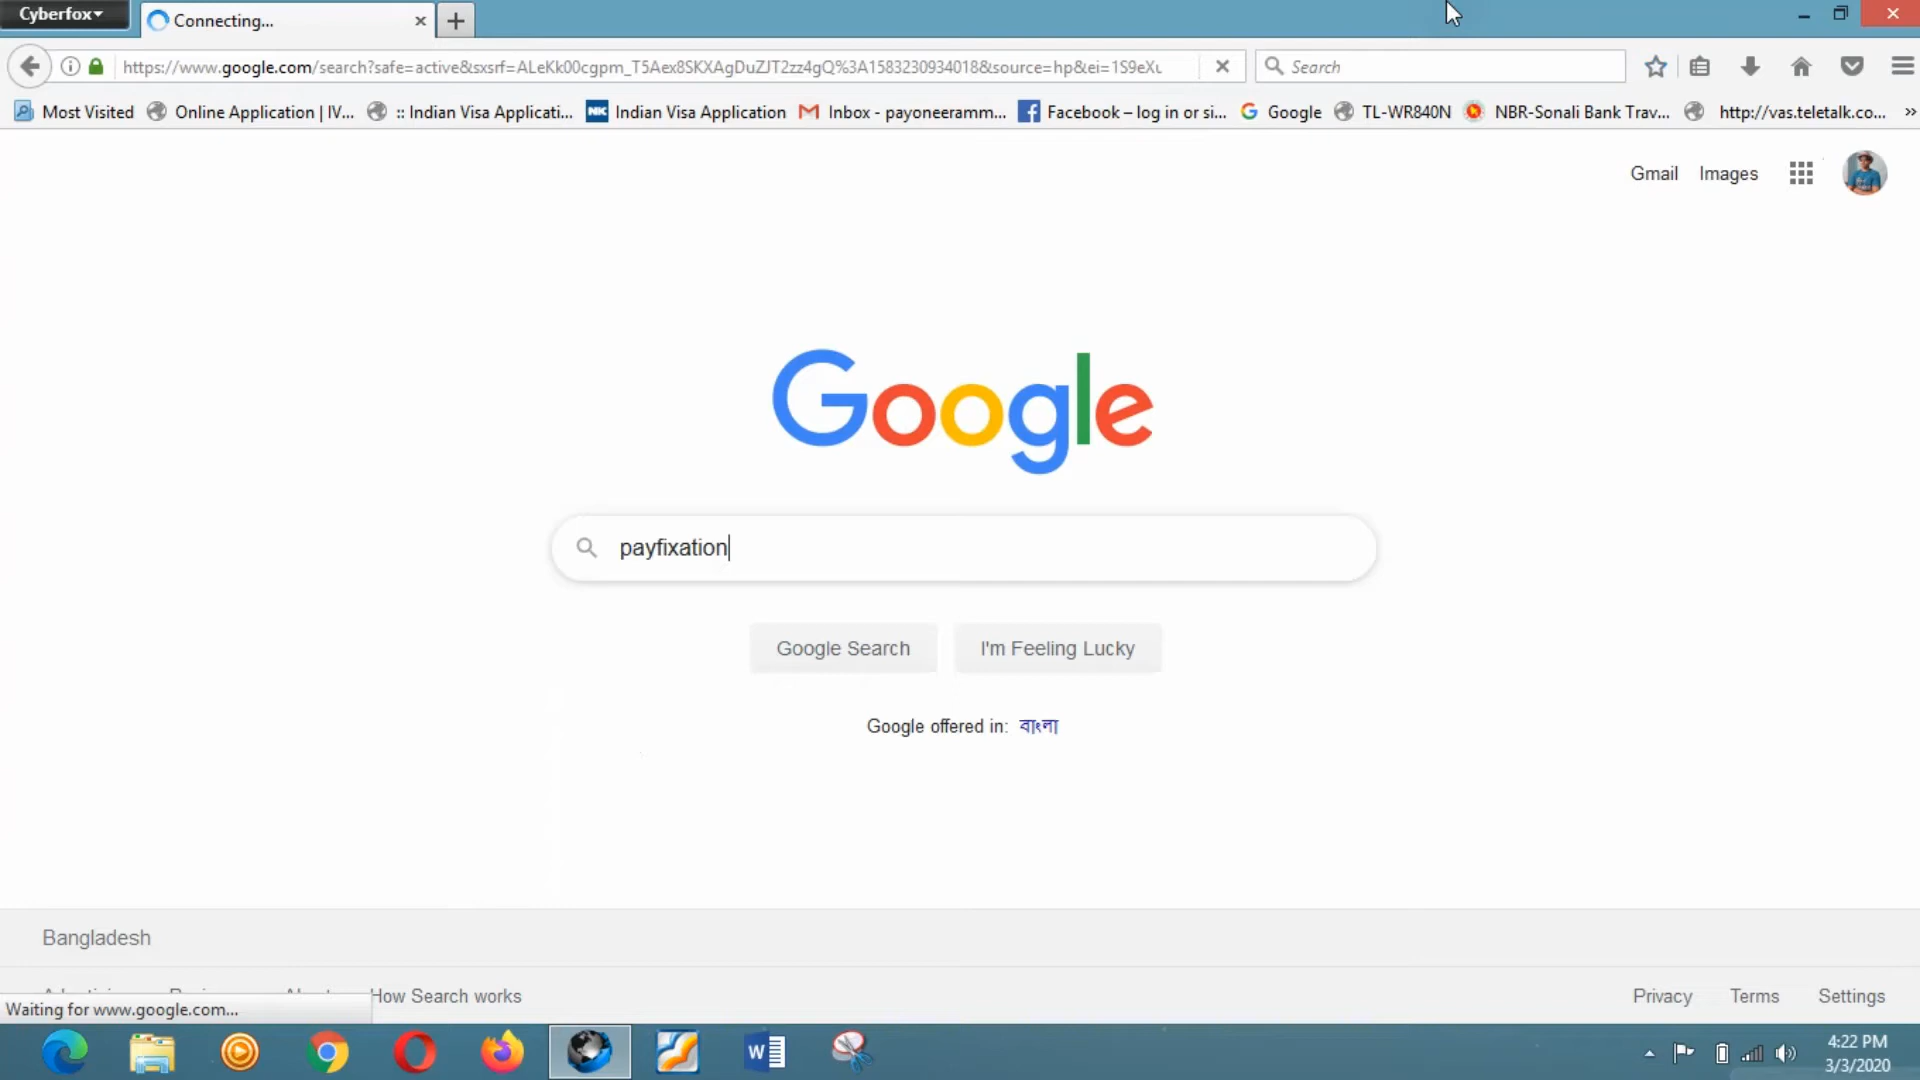 Cyberfox
Connecting...
https://www.google.com/search?safe=active&sxsrf=ALeKk00cgpm_T5Aex8SKXAgDuZJT2zz4gQ%3A1583230934018&source=hp&ei=1S9eXu
Search
Most Visited
Online Application | IV...
:: Indian Visa Applicati...
NK
Indian Visa Application
Inbox - payoneeramm...
Facebook – log in or si...
Google
TL-WR840N
NBR-Sonali Bank Trav...
http://vas.teletalk.co...
Gmail Images
Google
payfixation
Google Search
I'm Feeling Lucky
Google offered in: বাংলা
Bangladesh
How Search works
Privacy Terms Settings
Waiting for www.google.com...
4:22 PM
3/3/2020